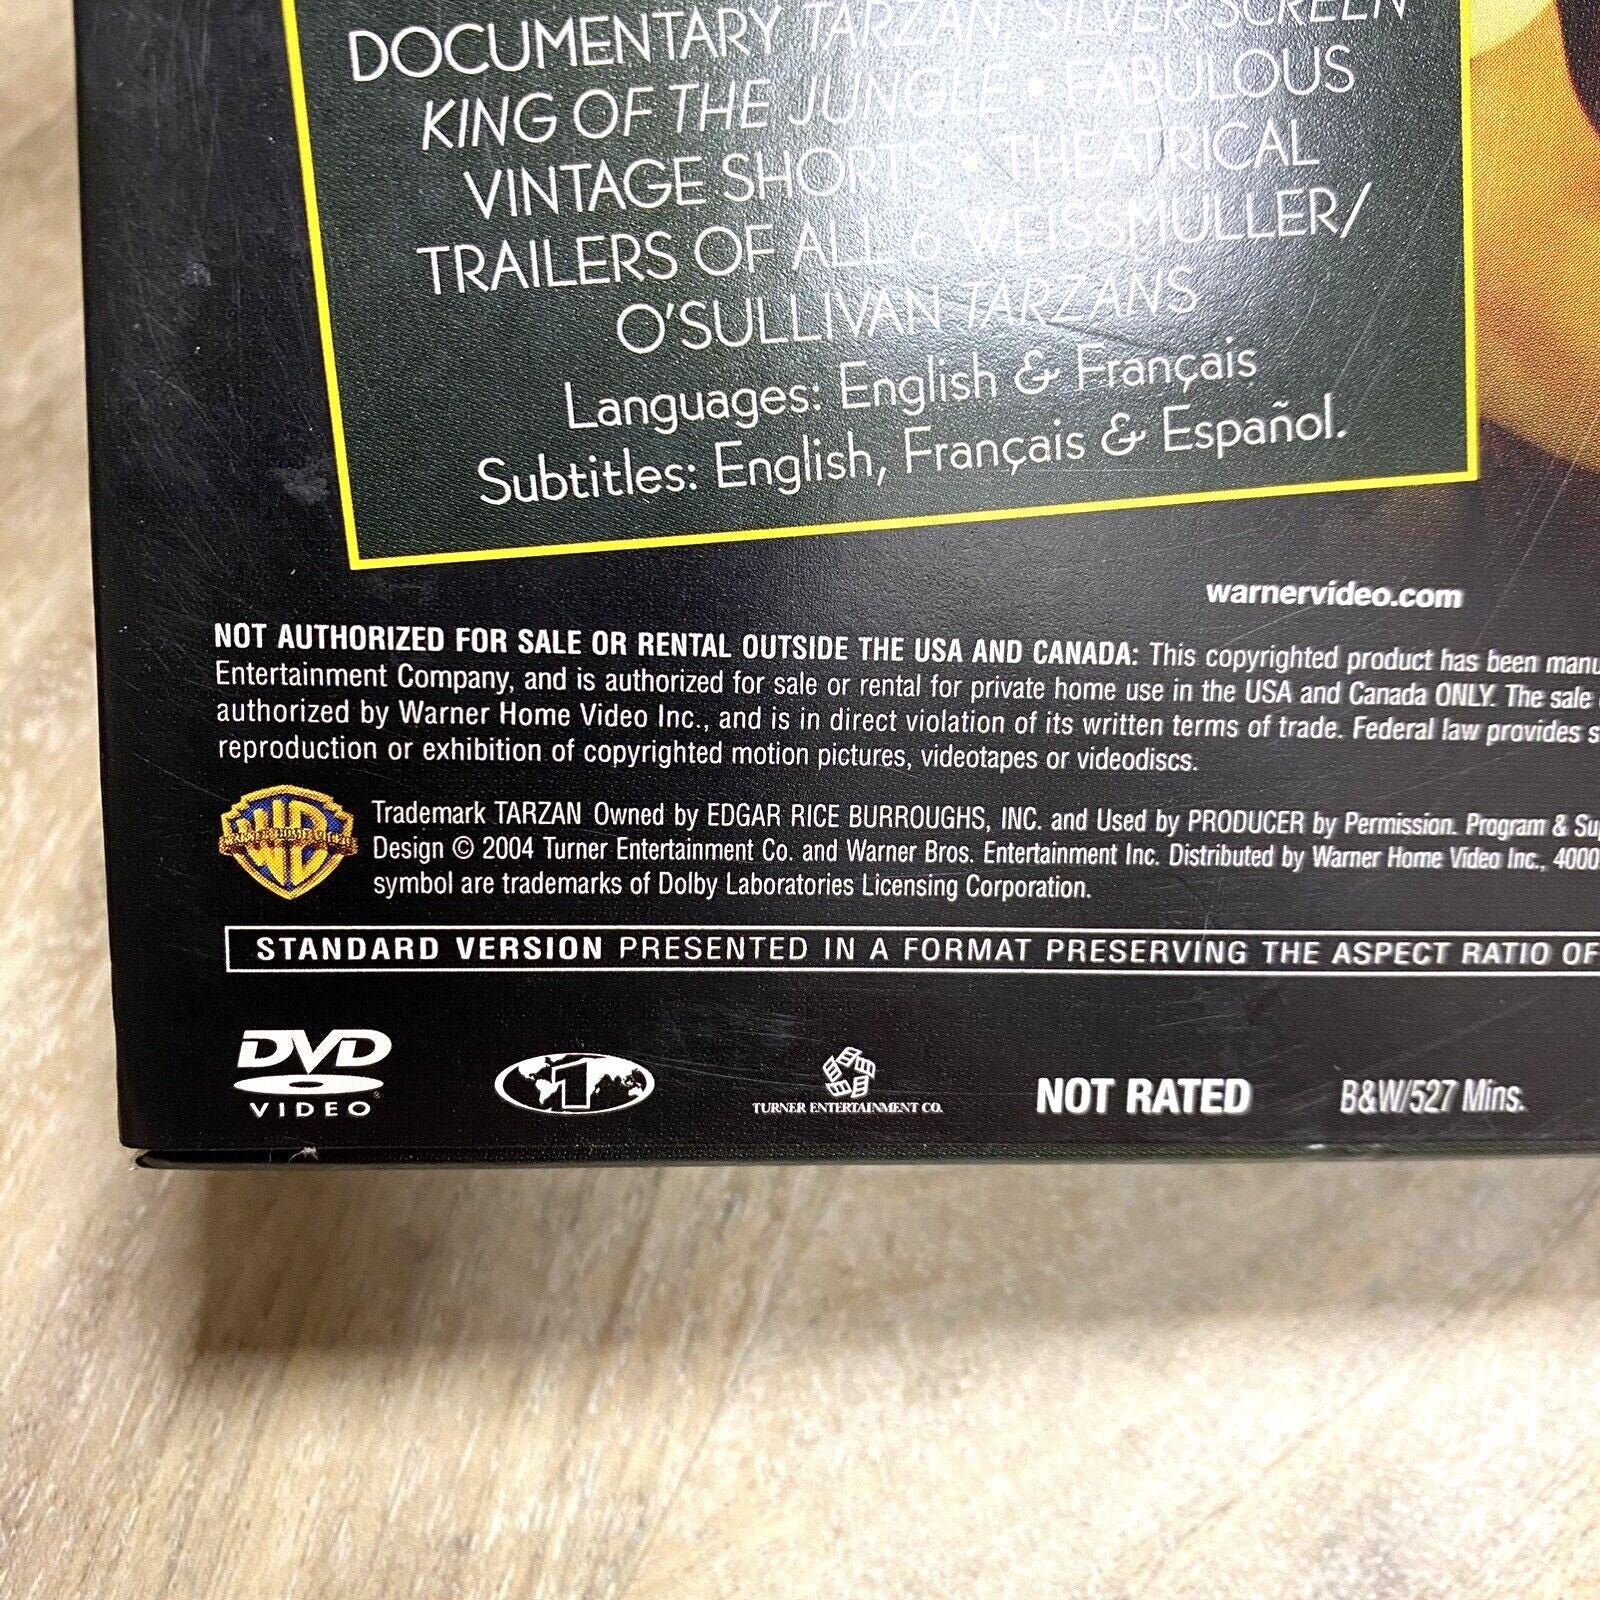 DOCUMENTARY TARZAN: SILVER SCREEN
KING OF THE JUNGLE • FABULOUS
VINTAGE SHORTS • THEATRICAL
TRAILERS OF ALL 6 WEISSMULLER/
O'SULLIVAN TARZANS
Languages: English & Français
Subtitles: English, Français & Español.
warnervideo.com
NOT AUTHORIZED FOR SALE OR RENTAL OUTSIDE THE USA AND CANADA: This copyrighted product has been manu
Entertainment Company, and is authorized for sale or rental for private home use in the USA and Canada ONLY. The sale
authorized by Warner Home Video Inc., and is in direct violation of its written terms of trade. Federal law provides s
reproduction or exhibition of copyrighted motion pictures, videotapes or videodiscs.
Trademark TARZAN Owned by EDGAR RICE BURROUGHS, INC. and Used by PRODUCER by Permission. Program & Su
Design © 2004 Turner Entertainment Co. and Warner Bros. Entertainment Inc. Distributed by Warner Home Video Inc., 4000
symbol are trademarks of Dolby Laboratories Licensing Corporation.
STANDARD VERSION PRESENTED IN A FORMAT PRESERVING THE ASPECT RATIO OF
DVD
VIDEO
1
TURNER ENTERTAINMENT CO.
NOT RATED
B&W/527 Mins.